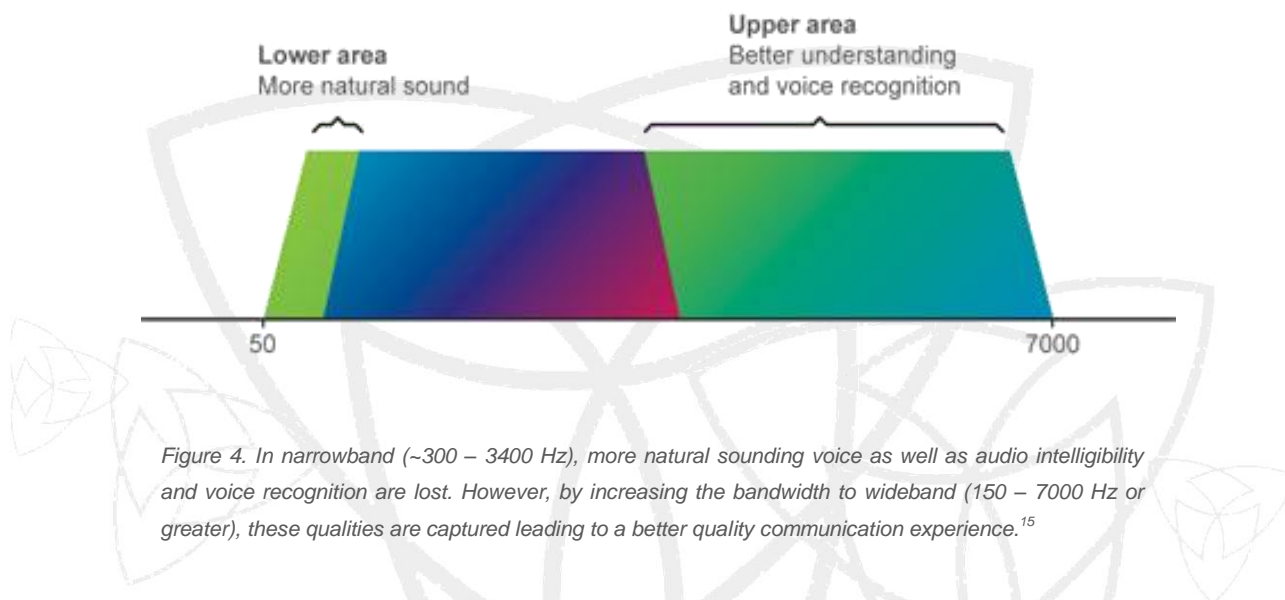 Lower area
More natural sound
Upper area
Better understanding
and voice recognition
50
7000
Figure 4. In narrowband (~300 – 3400 Hz), more natural sounding voice as well as audio intelligibility
and voice recognition are lost. However, by increasing the bandwidth to wideband (150 – 7000 Hz or
greater), these qualities are captured leading to a better quality communication experience.15